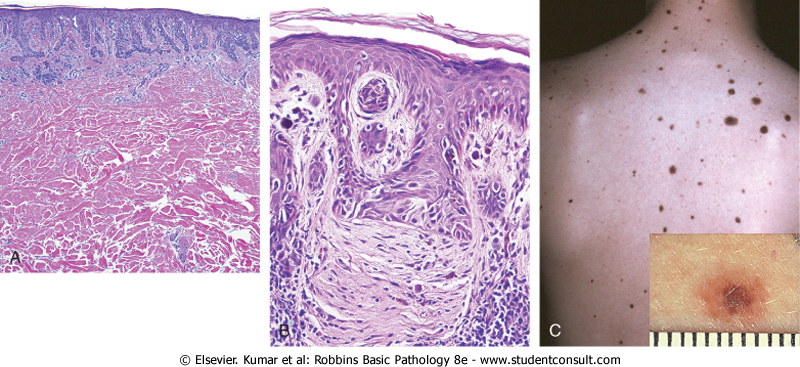 A
B
C
© Elsevier. Kumar et al: Robbins Basic Pathology 8e - www.studentconsult.com